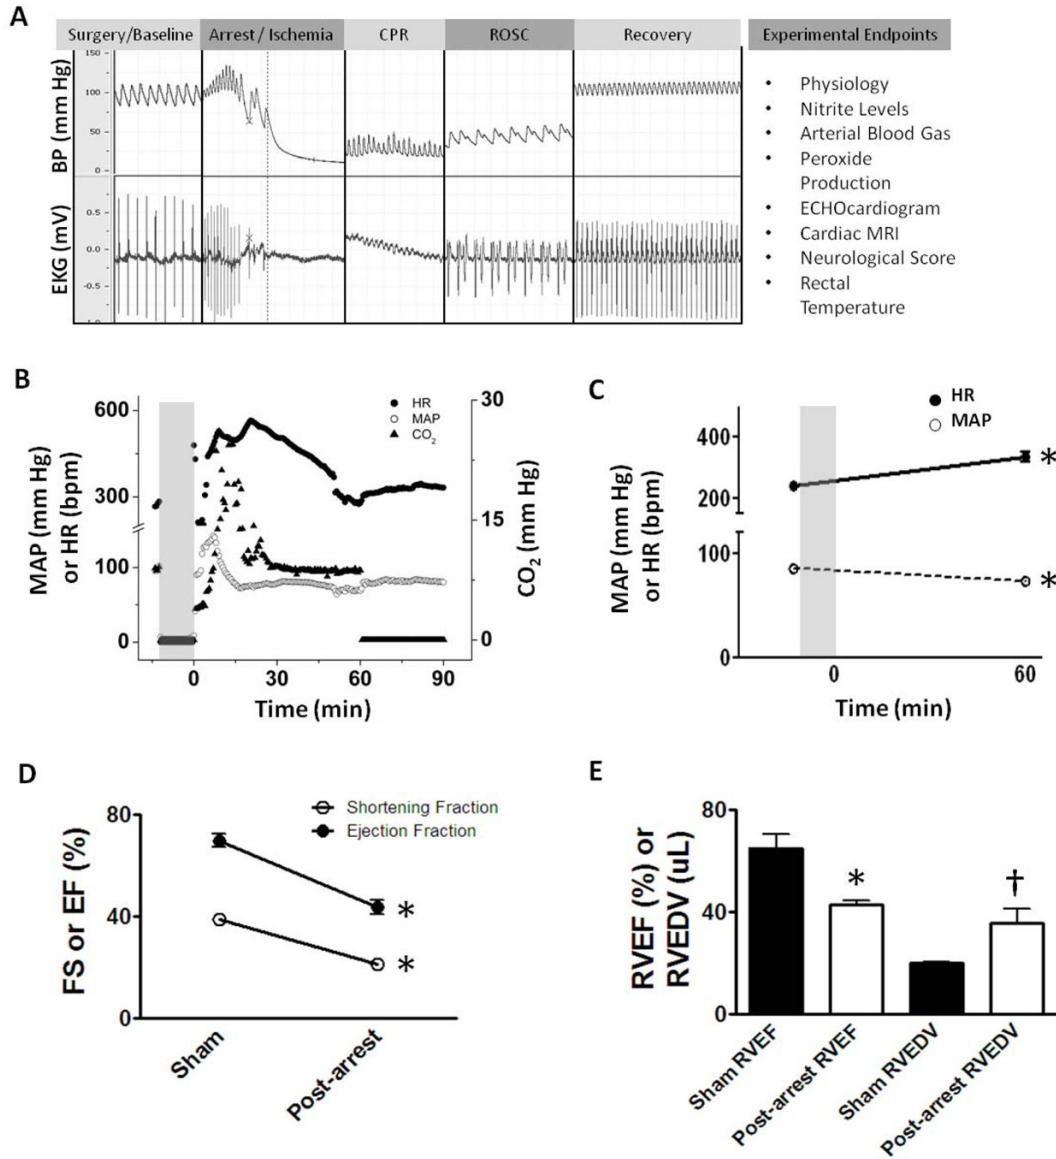 A
Surgery/Baseline Arrest / Ischemia CPR ROSC Recovery Experimental Endpoints
BP (mm Hg)
150
100
50
0
EKG (mV)
0.5
0.0
-0.5
-1.0
• Physiology
• Nitrite Levels
• Arterial Blood Gas
• Peroxide
Production
• ECHOcardiogram
• Cardiac MRI
• Neurological Score
• Rectal
Temperature
B
MAP (mm Hg)
or HR (bpm)
600
300
100
0
HR
MAP
CO2
30
15
0
CO2 (mm Hg)
0 30 60 90
Time (min)
C
HR
MAP
MAP (mm Hg)
or HR (bpm)
400
200
100
0
*
*
0 60
Time (min)
D
FS or EF (%)
80
40
0
Shortening Fraction
Ejection Fraction
*
*
Sham
Post-arrest
E
RVEF (%) or
RVEDV (uL)
80
40
0
*
†
Sham RVEF
Post-arrest RVEF
Sham RVEDV
Post-arrest RVEDV